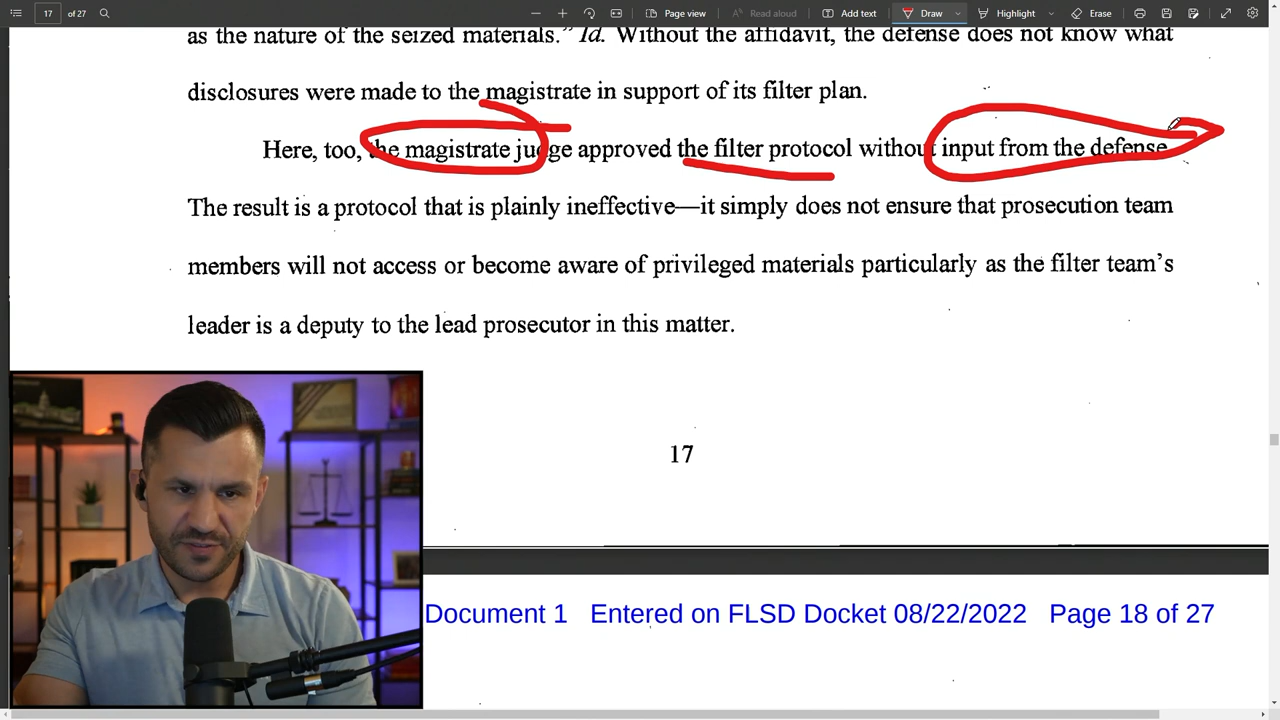 17 of 27 Page view Read aloud Add text Draw Highlight Erase
as the nature of the seized materials.” Id. Without the affidavit, the defense does not know what
disclosures were made to the magistrate in support of its filter plan.
Here, too, the magistrate judge approved the filter protocol without input from the defense.
The result is a protocol that is plainly ineffective—it simply does not ensure that prosecution team
members will not access or become aware of privileged materials particularly as the filter team’s
leader is a deputy to the lead prosecutor in this matter.
17
Document 1 Entered on FLSD Docket 08/22/2022 Page 18 of 27